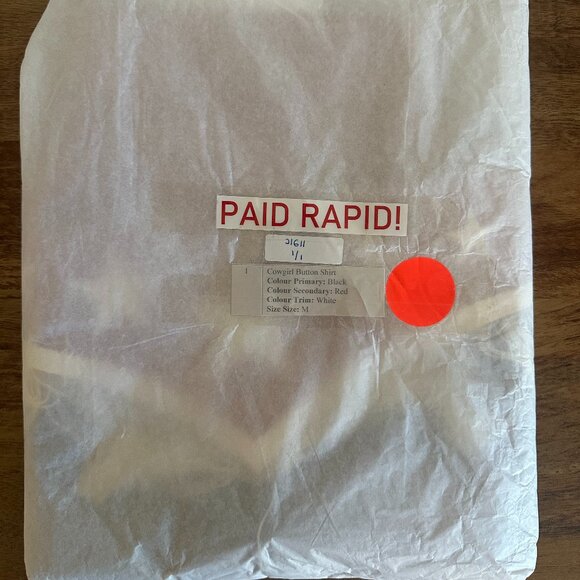 PAID RAPID!
31611
1/1
1 Cowgirl Button Shirt
Colour Primary: Black
Colour Secondary: Red
Colour Trim: White
Size Size: M